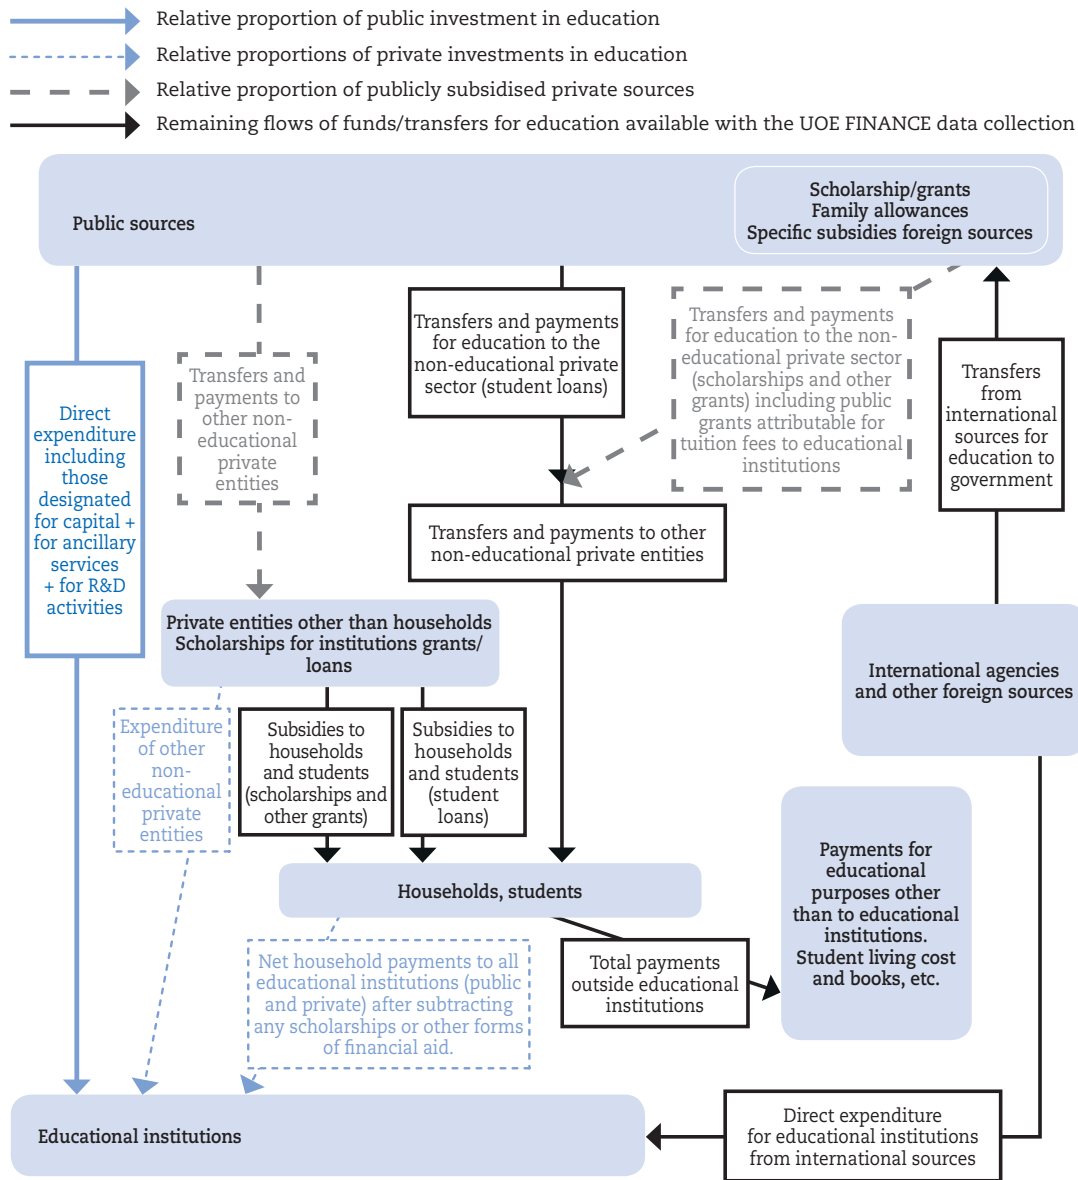 Relative proportion of public investment in education
Relative proportions of private investments in education
Relative proportion of publicly subsidised private sources
Remaining flows of funds/transfers for education available with the UOE FINANCE data collection
Public sources
Scholarship/grants
Family allowances
Specific subsidies foreign sources
Direct
expenditure
including
those
designated
for capital +
for ancillary
services
+ for R&D
activities
Transfers and
payments to
other non-
educational
private
entities
Transfers and payments
for education to the
non-educational private
sector (student loans)
Transfers and payments
for education to the non-
educational private sector
(scholarships and other
grants) including public
grants attributable for
tuition fees to educational
institutions
Transfers
from
international
sources for
education to
government
Transfers and payments to other
non-educational private entities
Private entities other than households
Scholarships for institutions grants/
loans
International agencies
and other foreign sources
Expenditure
of other
non-
educational
private
entities
Subsidies to
households
and students
(scholarships and
other grants)
Subsidies to
households
and students
(student
loans)
Payments for
educational
purposes other
than to educational
institutions.
Student living cost
and books, etc.
Households, students
Net household payments to all
educational institutions (public
and private) after subtracting
any scholarships or other forms
of financial aid.
Total payments
outside educational
institutions
Educational institutions
Direct expenditure
for educational institutions
from international sources